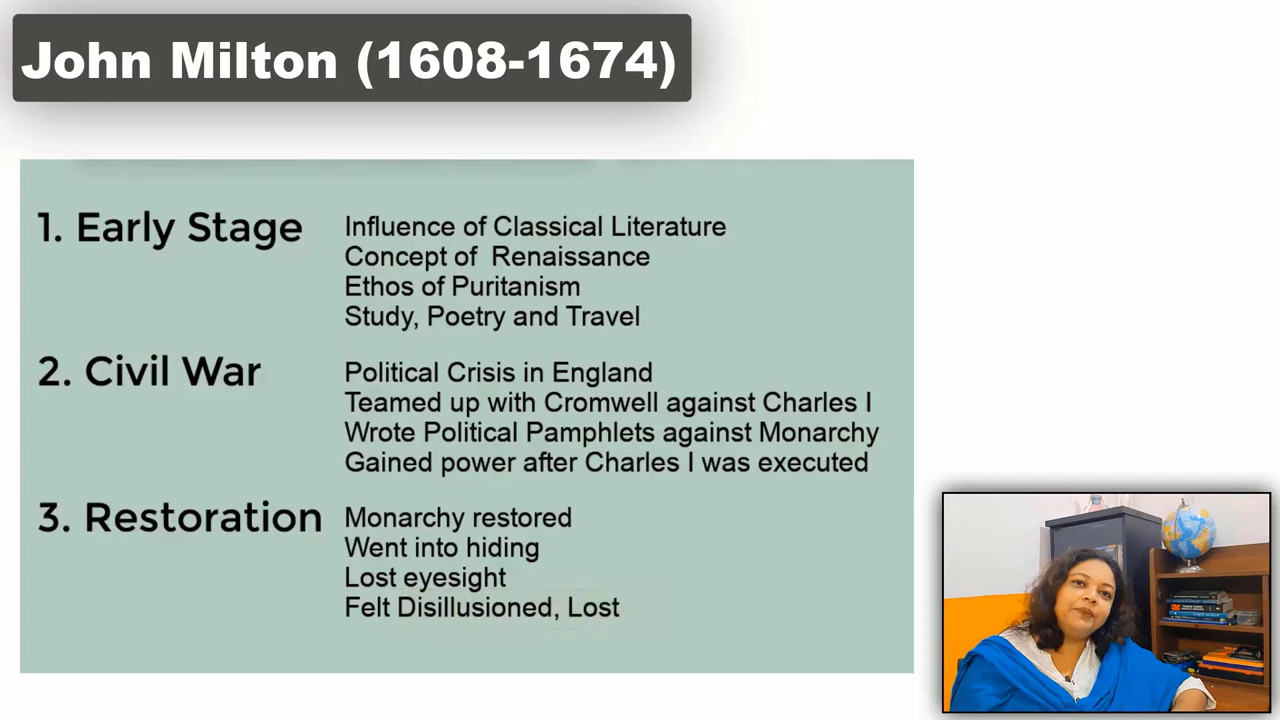 John Milton (1608-1674)
1. Early Stage
Influence of Classical Literature
Concept of Renaissance
Ethos of Puritanism
Study, Poetry and Travel
2. Civil War
Political Crisis in England
Teamed up with Cromwell against Charles I
Wrote Political Pamphlets against Monarchy
Gained power after Charles I was executed
3. Restoration
Monarchy restored
Went into hiding
Lost eyesight
Felt Disillusioned, Lost